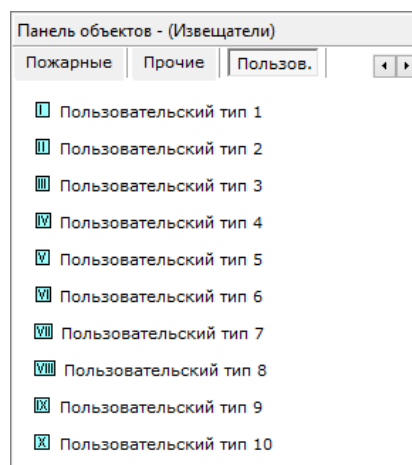 Панель объектов - (Извещатели)
Пожарные Прочие Пользов.
I Пользовательский тип 1
II Пользовательский тип 2
III Пользовательский тип 3
IV Пользовательский тип 4
V Пользовательский тип 5
VI Пользовательский тип 6
VII Пользовательский тип 7
VIII Пользовательский тип 8
IX Пользовательский тип 9
X Пользовательский тип 10